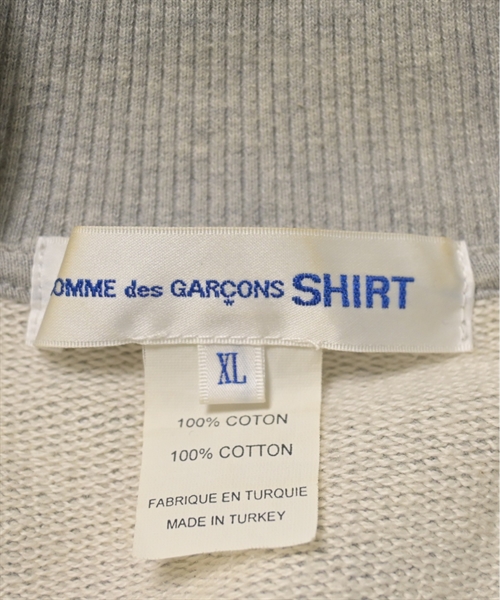 OMME des GARÇONS SHIRT
XL
100% COTON
100% COTTON
FABRIQUE EN TURQUIE
MADE IN TURKEY